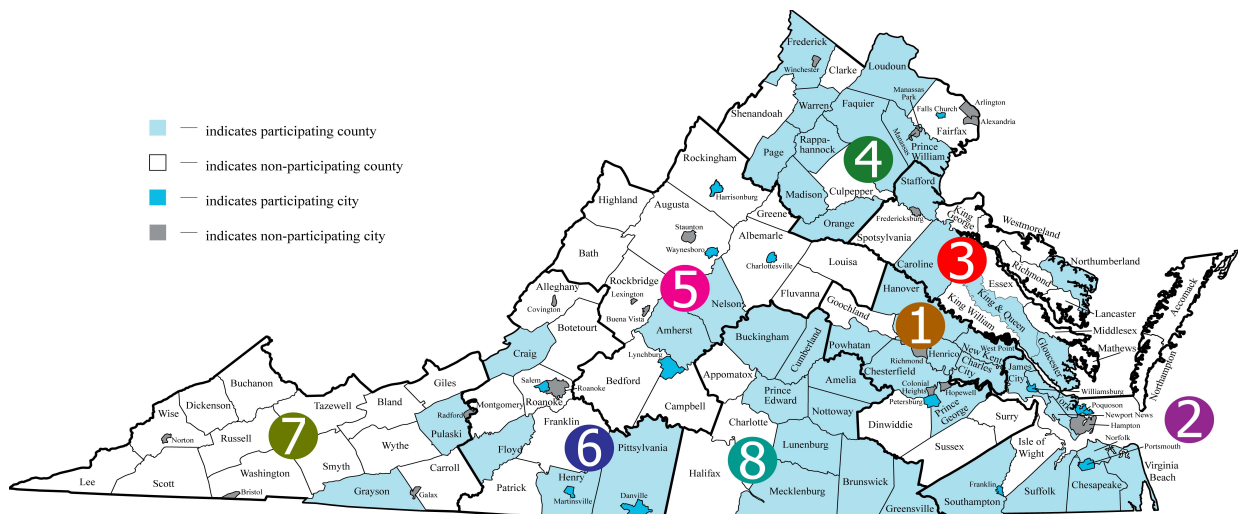 — indicates participating county
— indicates non-participating county
— indicates participating city
— indicates non-participating city
Frederick
Winchester
Clarke
Loudoun
Shenandoah
Warren
Faquier
Manassas
Park
Falls Church
Arlington
Alexandria
Fairfax
Page
Rappa-
hannock
Manassas
Prince
William
4
Rockingham
Harrisonburg
Madison
Culpepper
Stafford
Highland
Augusta
Greene
Orange
Fredericksburg
King
George
Westmoreland
Staunton
Waynesboro
Albemarle
Charlottesville
Spotsylvania
Bath
Louisa
Caroline
3
Richmond
Northumberland
Essex
Accomack
Rockbridge
Lexington
Buena Vista
5
Nelson
Fluvanna
Hanover
Goochland
King William
King & Queen
Lancaster
Middlesex
Mathews
Northampton
Alleghany
Covington
Botetourt
Amherst
Buckingham
Cumberland
Powhatan
1
Richmond
Henrico
New Kent
West Point
Gloucester
Charles
City
James
City
Williamsburg
York
Craig
Lynchburg
Appomatox
Amelia
Chesterfield
Colonial
Heights
Hopewell
Petersburg
Prince
George
Poquoson
Newport News
Hampton
Norfolk
Portsmouth
2
Giles
Salem
Roanoke
Roanoke
Bedford
Campbell
Prince
Edward
Nottoway
Dinwiddie
Surry
Sussex
Isle of
Wight
Buchanon
Dickenson
Wise
Norton
Tazewell
Bland
Radford
Montgomery
Pulaski
Franklin
6
Floyd
Pittsylvania
Charlotte
Lunenburg
8
Russell
7
Wythe
Carroll
Halifax
Virginia
Beach
Chesapeake
Lee
Scott
Washington
Bristol
Smyth
Grayson
Galax
Patrick
Henry
Martinsville
Danville
Mecklenburg
Brunswick
Greensville
Southampton
Franklin
Suffolk